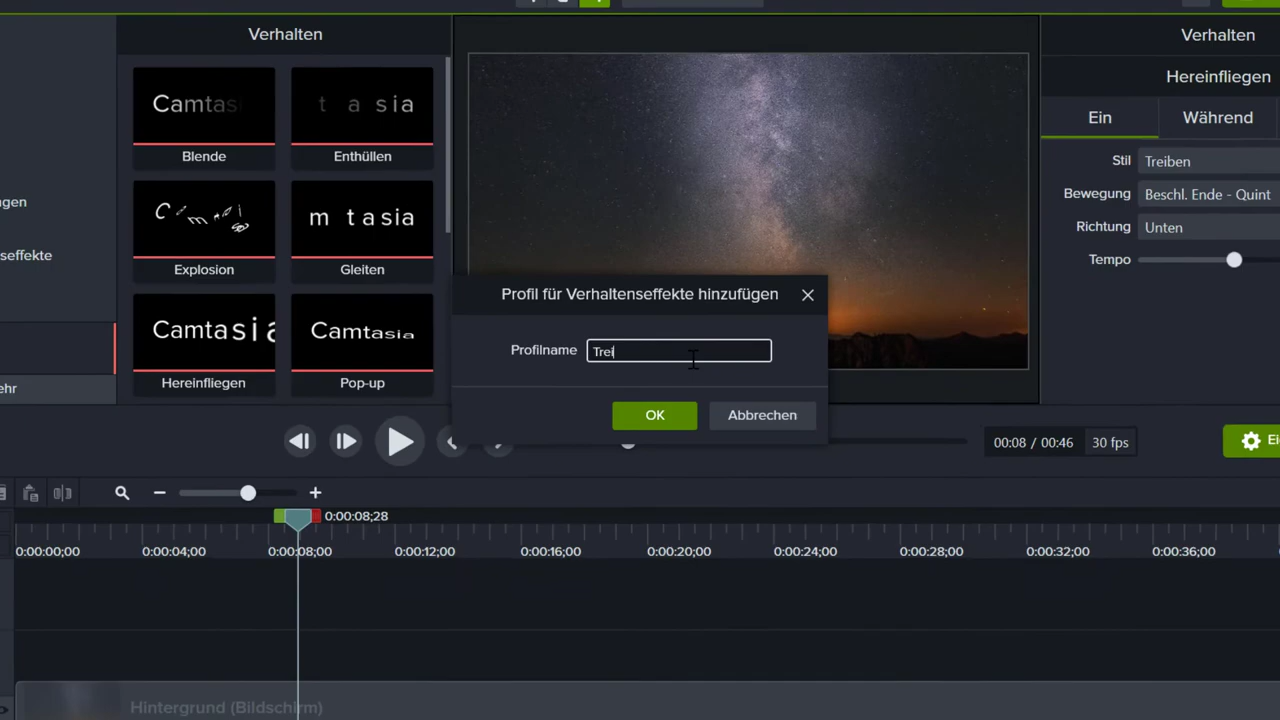 Verhalten
Camtasi
t a sia
Blende
Enthüllen
m t a sia
Explosion
Gleiten
Camtasia
Camtasia
Hereinfliegen
Pop-up
ngen
seffekte
ehr
Verhalten
Hereinfliegen
Ein
Während
Stil
Treiben
Bewegung
Beschl. Ende - Quint
Richtung
Unten
Tempo
Profil für Verhaltenseffekte hinzufügen
Profilname
Trei
OK
Abbrechen
00:08 / 00:46
30 fps
Ei
0:00:08;28
0:00:00;00
0:00:04;00
0:00:08;00
0:00:12;00
0:00:16;00
0:00:20;00
0:00:24;00
0:00:28;00
0:00:32;00
0:00:36;00
Hintergrund (Bildschirm)